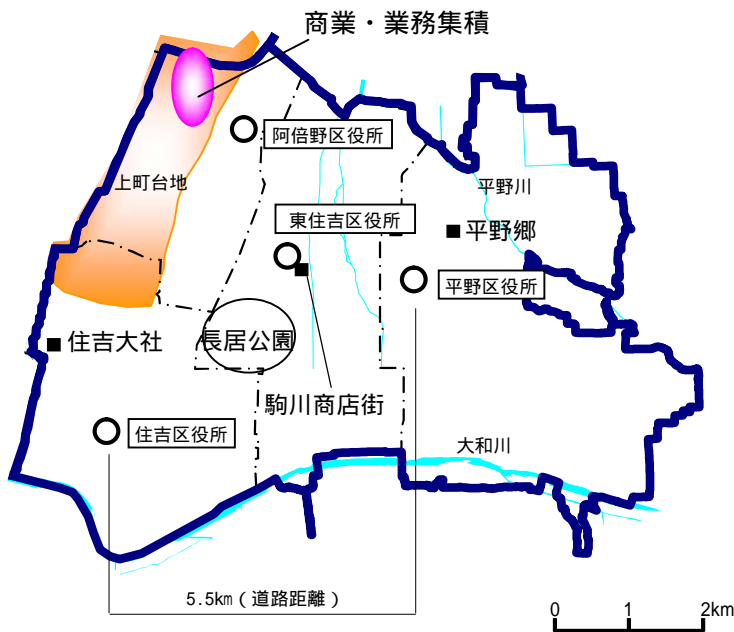 商業・業務集積
阿倍野区役所
上町台地
平野川
東住吉区役所
平野郷
平野区役所
住吉大社
長居公園
駒川商店街
住吉区役所
大和川
5.5km(道路距離)
0 1 2km